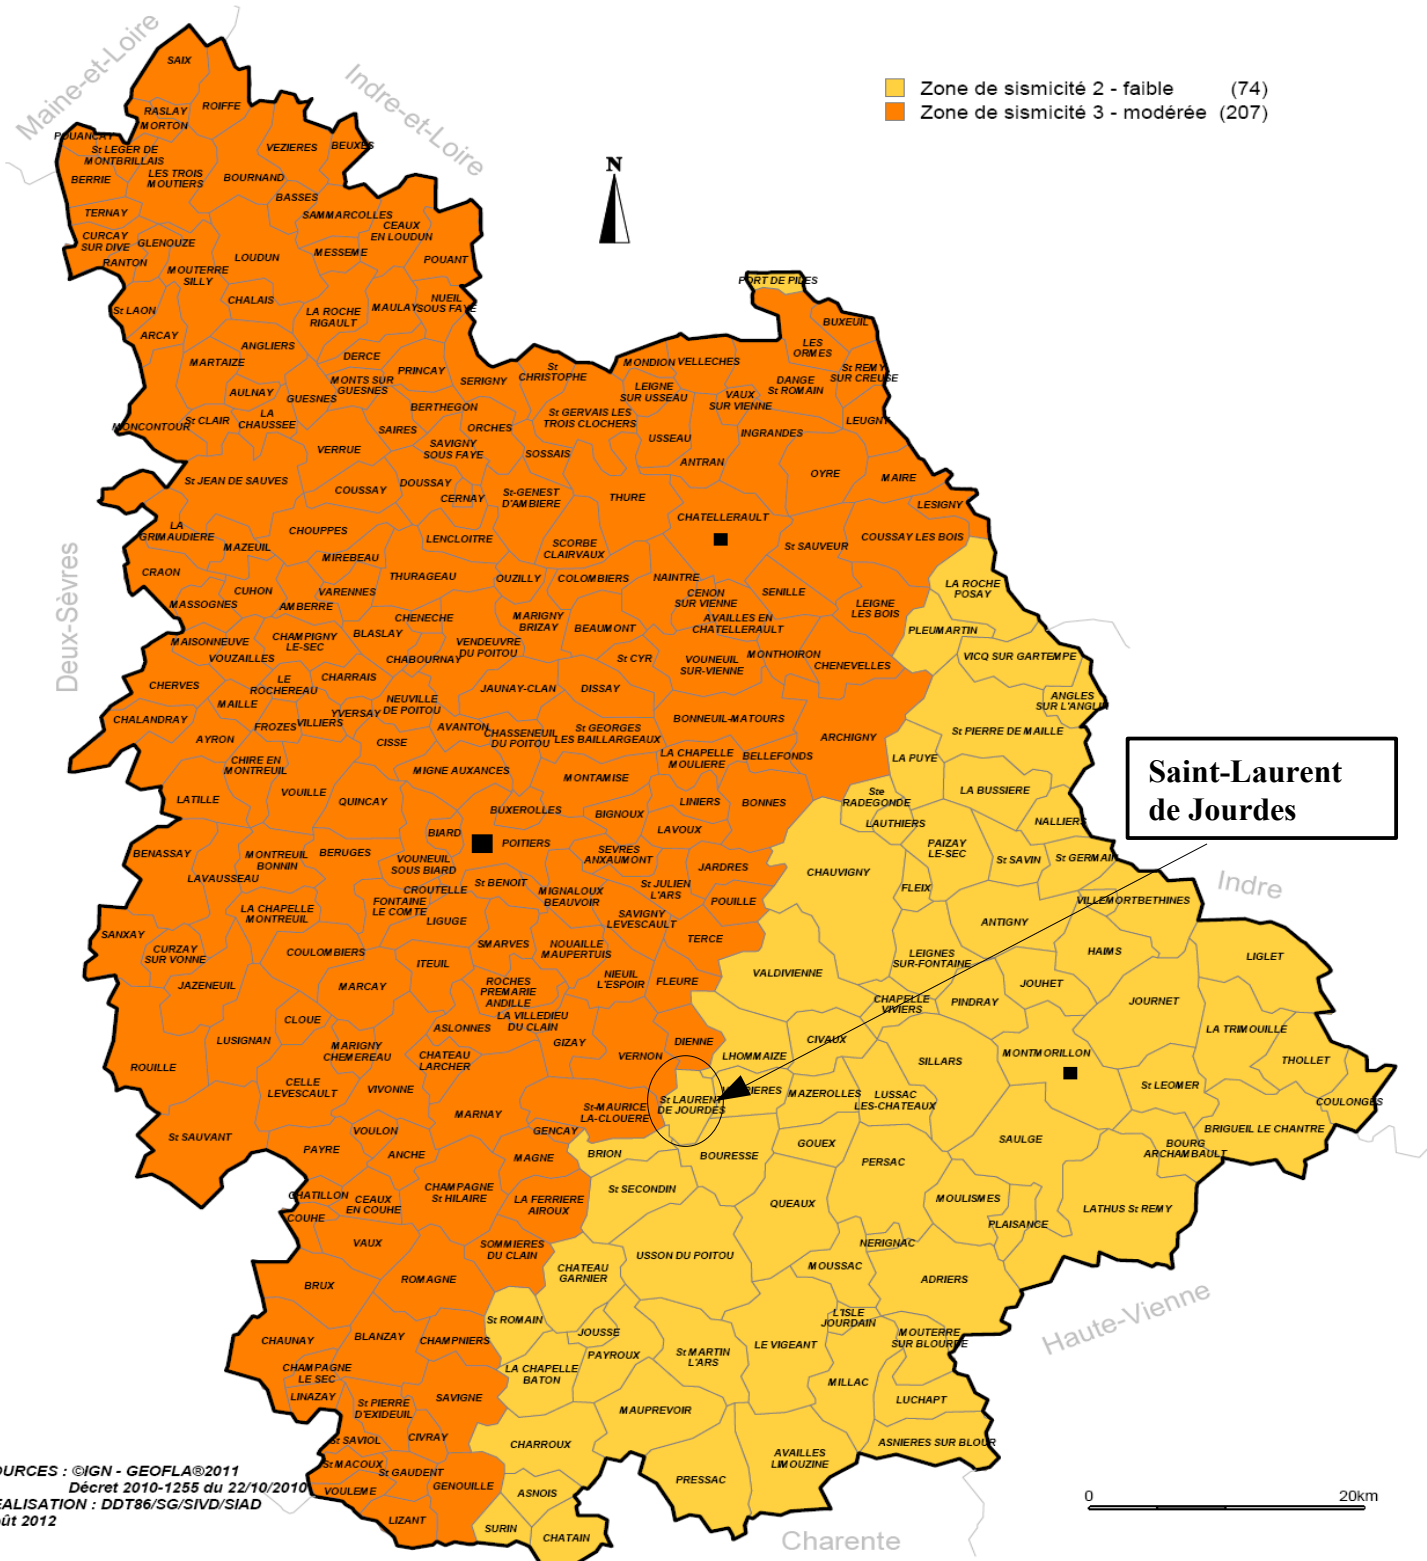 Maine-et-Loire
Indre-et-Loire
Zone de sismicité 2 - faible (74)
Zone de sismicité 3 - modérée (207)
N
SAIX
RASLAY
MORTON
ROIFFE
POUANCAY
St LEGER DE
MONTBRILLAIS
VEZIERES
BEUXES
BERRIE
LES TROIS
MOUTIERS
BOURNAND
BASSES
TERNAY
SAMMARCOLLES
CEAUX
EN LOUDUN
CURCAY
SUR DIVE
GLENOUZE
RANTON
MOUTERRE
SILLY
LOUDUN
MESSEME
POUANT
PORT DE PILES
St LAON
CHALAIS
LA ROCHE
RIGAULT
MAULAY
NUEIL
SOUS FAYE
BUXEUIL
ARCAY
ANGLIERS
LES
ORMES
MARTAIZE
DERCE
MONTS SUR
GUESNES
PRINCAY
SERIGNY
St
CHRISTOPHE
MONDION
VELLECHES
LEIGNE
SUR USSEAU
DANGE
St ROMAIN
St REMY
SUR CREUSE
AULNAY
GUESNES
BERTHEGON
VAUX
SUR VIENNE
MONCONTOUR
St CLAIR
LA
CHAUSSEE
SAIRES
ORCHES
St GERVAIS LES
TROIS CLOCHERS
USSEAU
INGRANDES
LEUGNY
VERRUE
SAVIGNY
SOUS FAYE
SOSSAIS
ANTRAN
OYRE
MAIRE
St JEAN DE SAUVES
COUSSAY
DOUSSAY
CERNAY
St-GENEST
D'AMBIERE
THURE
CHATELLERAULT
LESIGNY
LA
GRIMAUDIERE
MAZEUIL
CHOUPPES
MIREBEAU
LENCLOITRE
SCORBE
CLAIRVAUX
St SAUVEUR
COUSSAY LES BOIS
Deux-Sèvres
CRAON
CUHON
VARENNES
THURAGEAU
OUZILLY
COLOMBIERS
NAINTRE
CENON
SUR VIENNE
SENILLE
LEIGNE
LES BOIS
LA ROCHE
POSAY
MASSOGNES
AMBERRE
CHENECHE
MARIGNY
BRIZAY
BEAUMONT
AVAILLES EN
CHATELLERAULT
PLEUMARTIN
MAISONNEUVE
VOUZAILLES
CHAMPIGNY
LE-SEC
BLASLAY
CHABOURNAY
VENDEUVRE
DU POITOU
St CYR
VOUNEUIL
SUR-VIENNE
MONTHOIRON
CHENEVELLES
VICQ SUR GARTEMPE
CHERVES
LE
ROCHEREAU
CHARRAIS
JAUNAY-CLAN
DISSAY
ANGLES
SUR L'ANGLIN
CHALANDRAY
MAILLE
FROZES
VILLIERS
YVERSAY
NEUVILLE
DE POITOU
AVANTON
CHASSENEUIL
DU POITOU
St GEORGES
LES BAILLARGEAUX
BONNEUIL-MATOURS
ARCHIGNY
St PIERRE DE MAILLE
AYRON
CISSE
LA CHAPELLE
MOULIERE
BELLEFONDS
LA PUYE
CHIRE EN
MONTREUIL
MIGNE AUXANCES
MONTAMISE
Saint-Laurent
de Jourdes
LATILLE
VOUILLE
QUINCAY
BUXEROLLES
BIGNOUX
LINIERS
BONNES
Ste
RADEGONDE
LA BUSSIERE
LAUTHIERS
NALLIERS
BIARD
POITIERS
LAVOUX
BENASSAY
LAVAUSSEAU
MONTREUIL
BONNIN
BERUGES
VOUNEUIL
SOUS BIARD
SEVRES
ANXAUMONT
JARDRES
CHAUVIGNY
PAIZAY
LE-SEC
St SAVIN
St GERMAIN
CROUTELLE
St BENOIT
MIGNALOUX
BEAUVOIR
St JULIEN
L'ARS
POUILLE
FLEIX
VILLEMORT
BETHINES
Indre
FONTAINE
LE COMTE
LIGUGE
SAVIGNY
LEVESCAULT
ANTIGNY
LA CHAPELLE
MONTREUIL
SANXAY
CURZAY
SUR VONNE
COULOMBIERS
SMARVES
NOUAILLE
MAUPERTUIS
TERCE
HAIMS
LIGLET
ITEUIL
VALDIVIENNE
LEIGNES
SUR-FONTAINE
JAZENEUIL
MARCAY
ROCHES
PREMARIE
ANDILLE
NIEUIL
L'ESPOIR
FLEURE
JOUHET
JOURNET
CLOUE
LA VILLEDIEU
DU CLAIN
CHAPELLE
VIVIERS
PINDRAY
LA TRIMOUILLE
LUSIGNAN
ASLONNES
GIZAY
DIENNE
CIVAUX
ROUILLE
MARIGNY
CHEMEREAU
CHATEAU
LARCHER
VERNON
LHOMMAIZE
SILLARS
MONTMORILLON
THOLLET
CELLE
LEVESCAULT
VIVONNE
St LAURENT
DE JOURDES
MAZEROLLES
LUSSAC
LES-CHATEAUX
St LEOMER
COULONGES
MARNAY
St-MAURICE
LA-CLOUERE
St SAUVANT
VOULON
GENCAY
BOURG
ARCHAMBAULT
BRIGUEIL LE CHANTRE
PAYRE
ANCHE
MAGNE
BRION
BOURESSE
GOUEX
PERSAC
SAULGE
CHATILLON
CEAUX
EN COUHE
CHAMPAGNE
St HILAIRE
LA FERRIERE
AIROUX
St SECONDIN
QUEAUX
MOULISMES
COUHE
PLAISANCE
LATHUS St REMY
VAUX
SOMMIERES
DU CLAIN
USSON DU POITOU
NERIGNAC
BRUX
ROMAGNE
CHATEAU
GARNIER
MOUSSAC
ADRIERS
Haute-Vienne
CHAUNAY
BLANZAY
CHAMPNIERS
St ROMAIN
JOUSSE
L'ISLE
JOURDAIN
MOUTERRE
SUR BLOURDE
CHAMPAGNE
LE SEC
LA CHAPELLE
BATON
PAYROUX
St MARTIN
L'ARS
LE VIGEANT
LINAZAY
St PIERRE
D'EXIDEUIL
SAVIGNE
MILLAC
LUCHAPT
MAUPREVOIR
St SAVIOL
CIVRAY
CHARROUX
ASNIERES SUR BLOUR
St MACOUX
St GAUDENT
AVAILLES
LIMOUZINE
VOULEME
GENOUILLE
ASNOIS
PRESSAC
LIZANT
SURIN
CHATAIN
Charente
0 20km
OURCES : ©IGN - GEOFLA®2011
Décret 2010-1255 du 22/10/2010
EALISATION : DDT86/SG/SIVD/SIAD
oût 2012